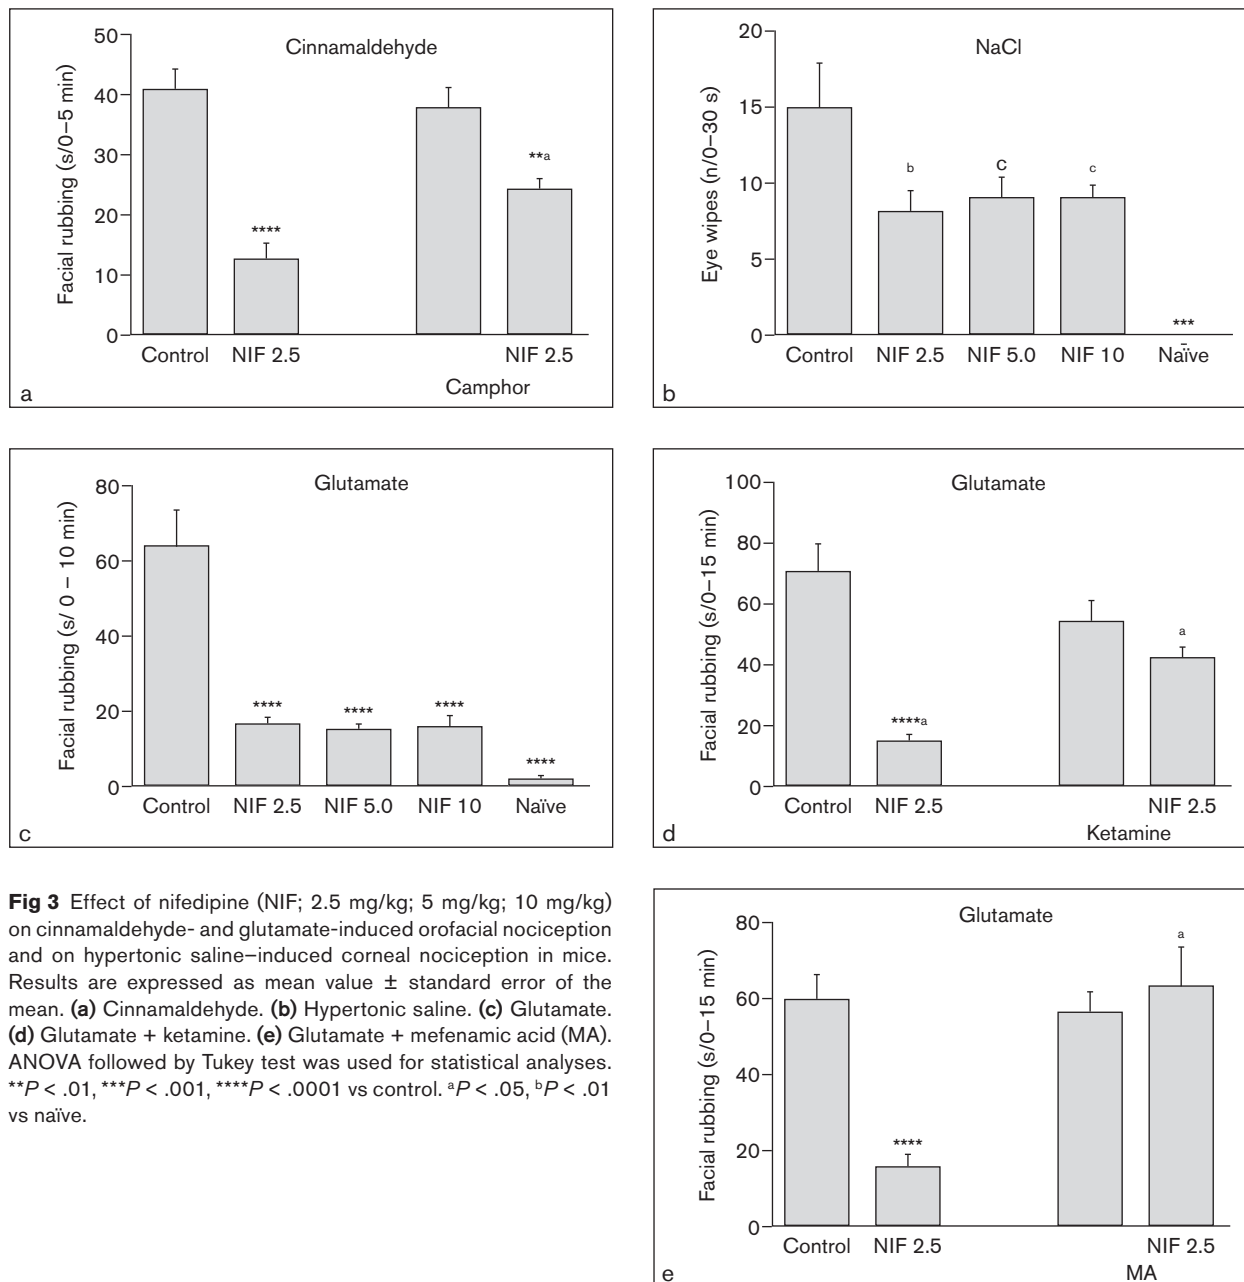 Cinnamaldehyde
Facial rubbing (s/0–5 min)
50
40
30
20
10
0
****
**a
Control NIF 2.5 NIF 2.5
Camphor
a
NaCl
Eye wipes (n/0–30 s)
20
15
10
5
0
b c c ***
Control NIF 2.5 NIF 5.0 NIF 10 Naïve
b
Glutamate
Facial rubbing (s/ 0 – 10 min)
80
60
40
20
0
**** **** **** ****
Control NIF 2.5 NIF 5.0 NIF 10 Naïve
c
Glutamate
Facial rubbing (s/0–15 min)
100
80
60
40
20
0
****a
a
Control NIF 2.5 NIF 2.5
Ketamine
d
Fig 3 Effect of nifedipine (NIF; 2.5 mg/kg; 5 mg/kg; 10 mg/kg)
on cinnamaldehyde- and glutamate-induced orofacial nociception
and on hypertonic saline–induced corneal nociception in mice.
Results are expressed as mean value ± standard error of the
mean. (a) Cinnamaldehyde. (b) Hypertonic saline. (c) Glutamate.
(d) Glutamate + ketamine. (e) Glutamate + mefenamic acid (MA).
ANOVA followed by Tukey test was used for statistical analyses.
**P < .01, ***P < .001, ****P < .0001 vs control. aP < .05, bP < .01
vs naïve.
Glutamate
Facial rubbing (s/0–15 min)
80
60
40
20
0
****
a
Control NIF 2.5 NIF 2.5
MA
e